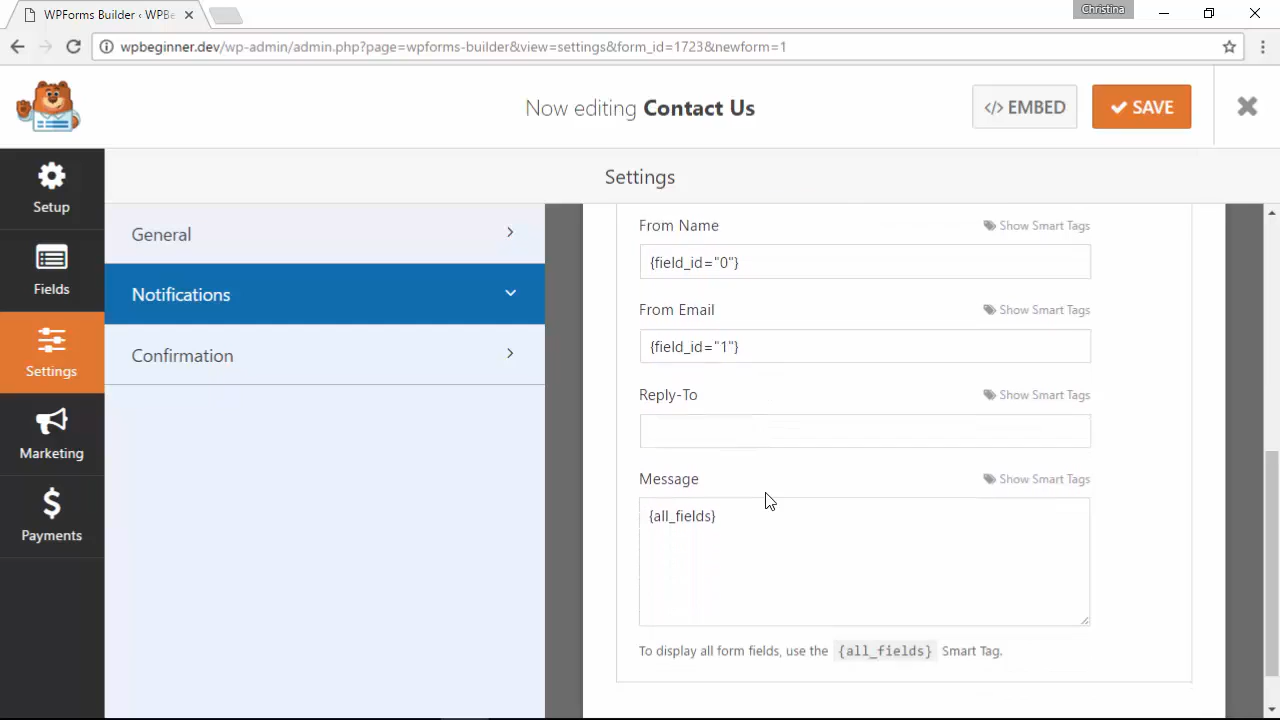 WPForms Builder ‹ WPBe
Christina
wpbeginner.dev/wp-admin/admin.php?page=wpforms-builder&view=settings&form_id=1723&newform=1
Now editing Contact Us
</> EMBED
SAVE
Setup
Fields
Settings
Marketing
Payments
Settings
General
Notifications
Confirmation
From Name
Show Smart Tags
{field_id="0"}
From Email
Show Smart Tags
{field_id="1"}
Reply-To
Show Smart Tags
Message
Show Smart Tags
{all_fields}
To display all form fields, use the {all_fields} Smart Tag.